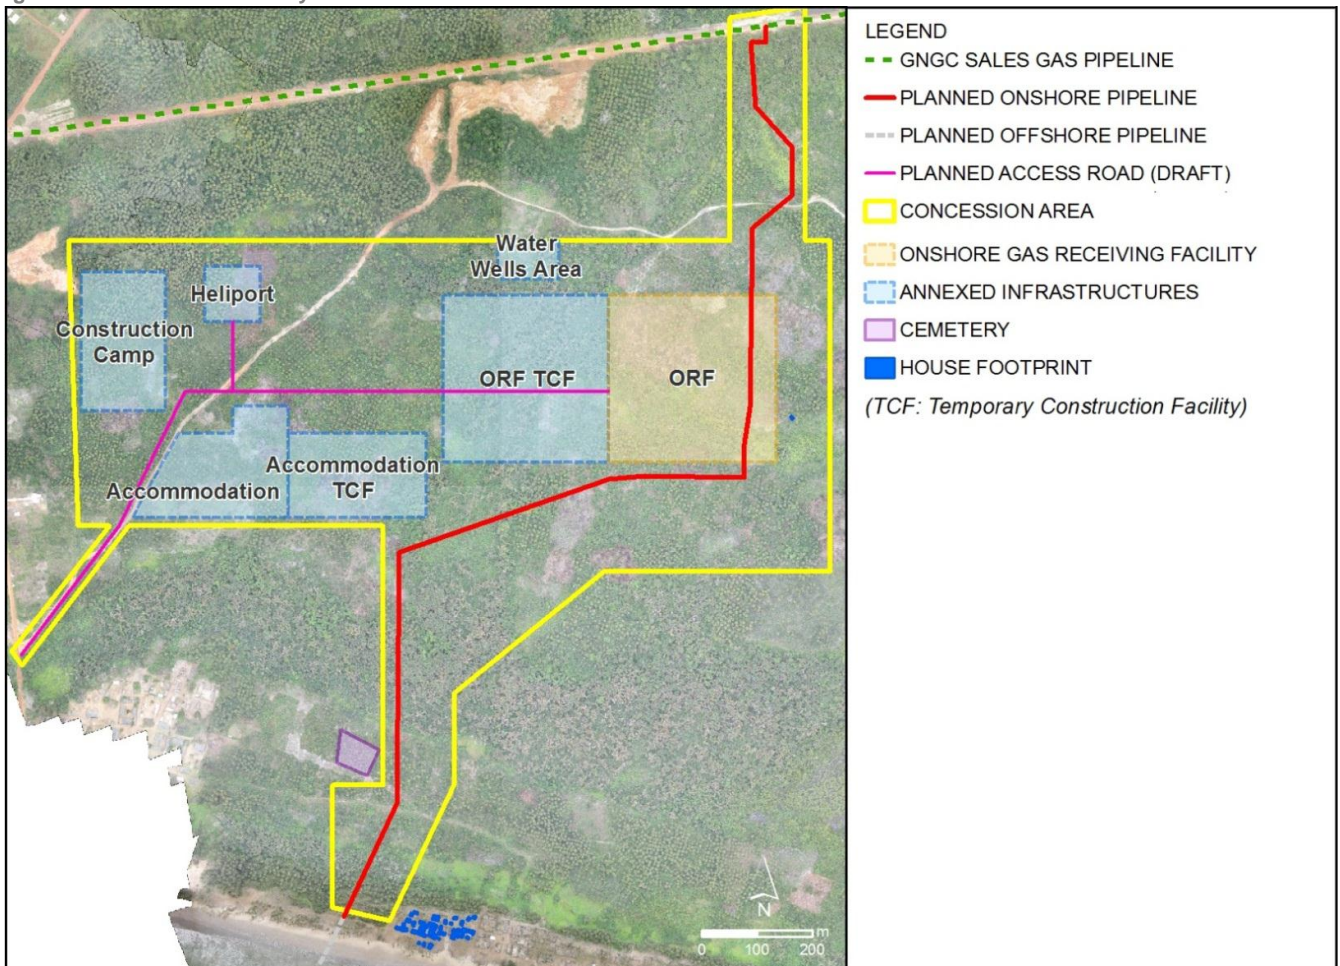 LEGEND
GNGC SALES GAS PIPELINE
PLANNED ONSHORE PIPELINE
PLANNED OFFSHORE PIPELINE
PLANNED ACCESS ROAD (DRAFT)
CONCESSION AREA
ONSHORE GAS RECEIVING FACILITY
ANNEXED INFRASTRUCTURES
CEMETERY
HOUSE FOOTPRINT
(TCF: Temporary Construction Facility)
Water
Wells Area
Heliport
Construction
Camp
ORF TCF
ORF
Accommodation
TCF
Accommodation
N
m
0 100 200